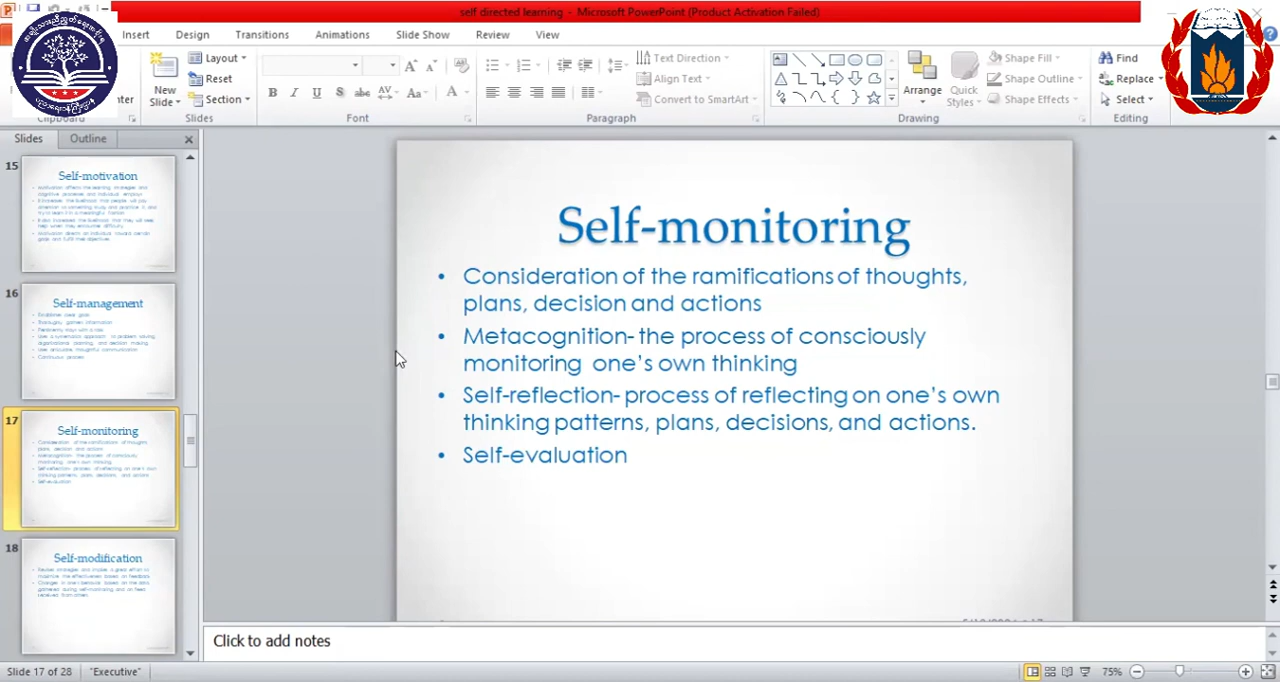 self directed learning - Microsoft PowerPoint (Product Activation Failed)
Insert Design Transitions Animations Slide Show Review View
Layout
Reset
Section
New
Slide
Slides
B I U S abc AV Aa A
Font
Text Direction
Align Text
Convert to SmartArt
Paragraph
Arrange
Quick
Styles
Shape Fill
Shape Outline
Shape Effects
Drawing
Find
Replace
Select
Editing
Slides Outline
15
Self-motivation
16
Self-management
17
Self-monitoring
18
Self-modification
Self-monitoring
• Consideration of the ramifications of thoughts,
plans, decision and actions
• Metacognition- the process of consciously
monitoring one's own thinking
• Self-reflection- process of reflecting on one's own
thinking patterns, plans, decisions, and actions.
• Self-evaluation
Click to add notes
Slide 17 of 28 "Executive" 75%